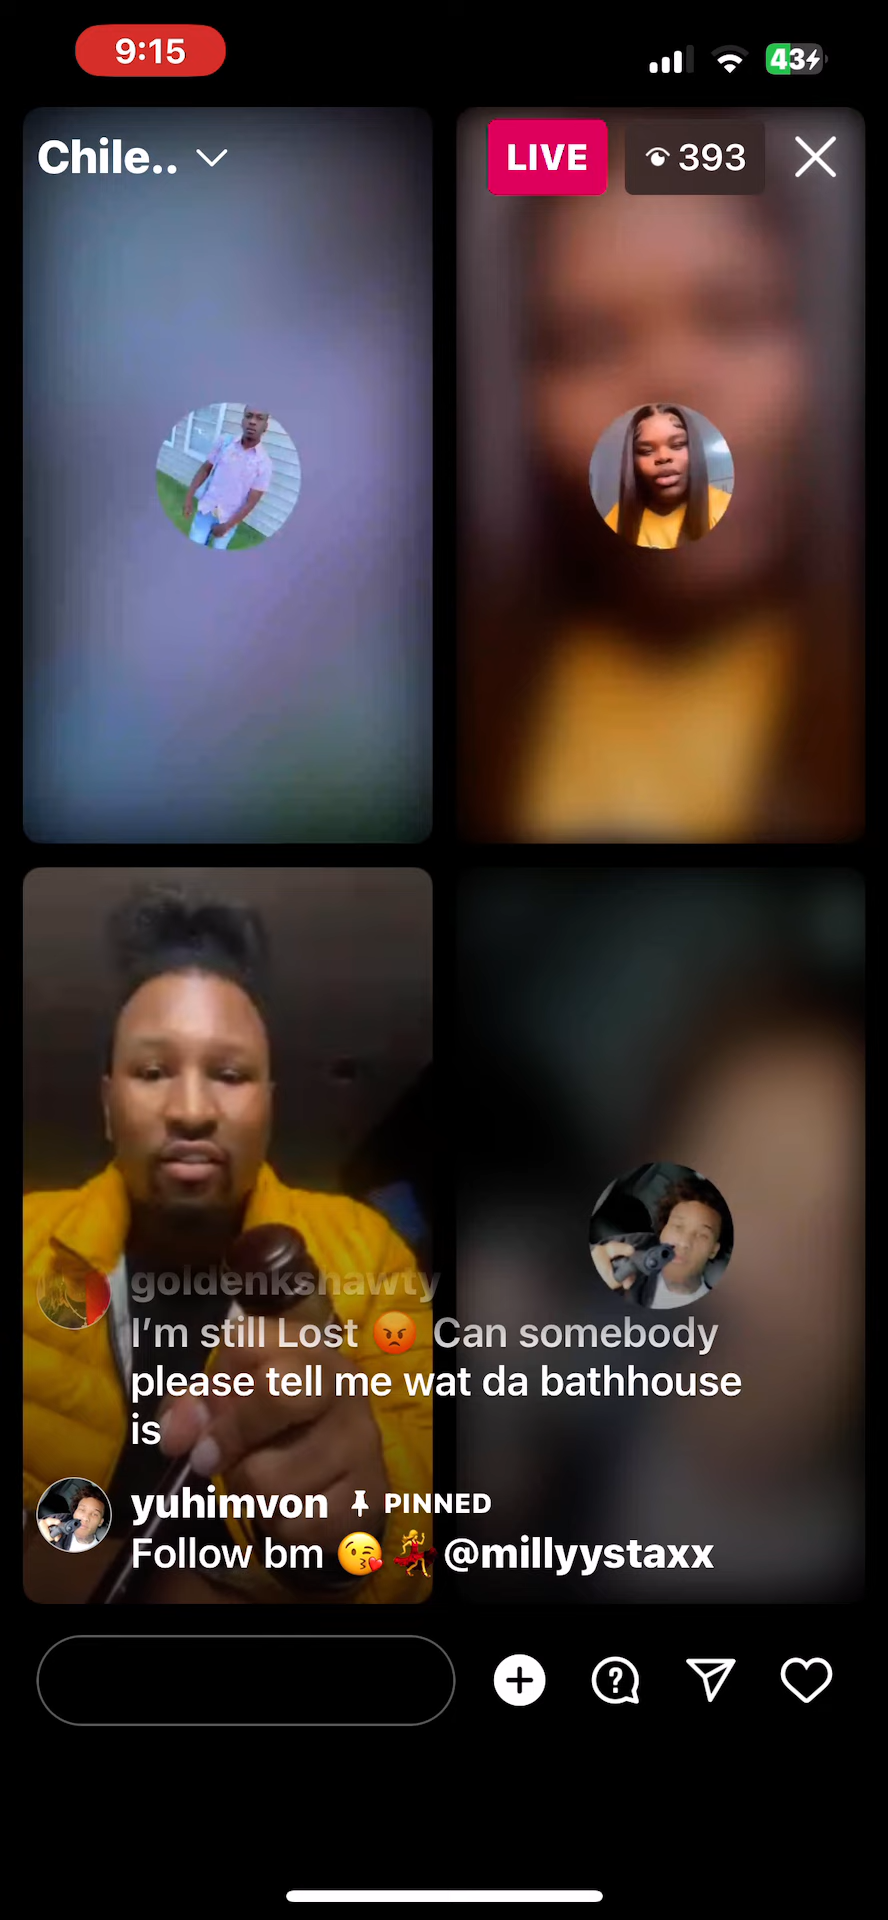 9:15
43
Chile..
LIVE
393
goldenkshawty
I’m still Lost 😡 Can somebody
please tell me wat da bathhouse
is
yuhimvon PINNED
Follow bm 😘💃 @millyystaxx